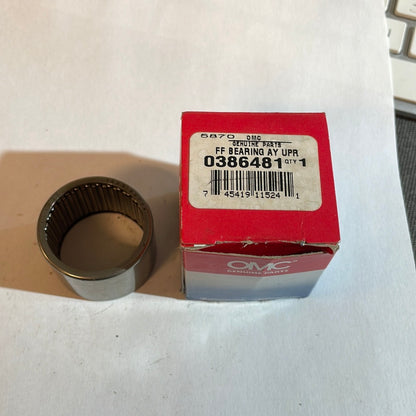 5870 OMC
GENUINE PARTS
FF BEARING AY UPR
0386481 QTY 1
7 45419 11524 1
OMC
GENUINE PARTS